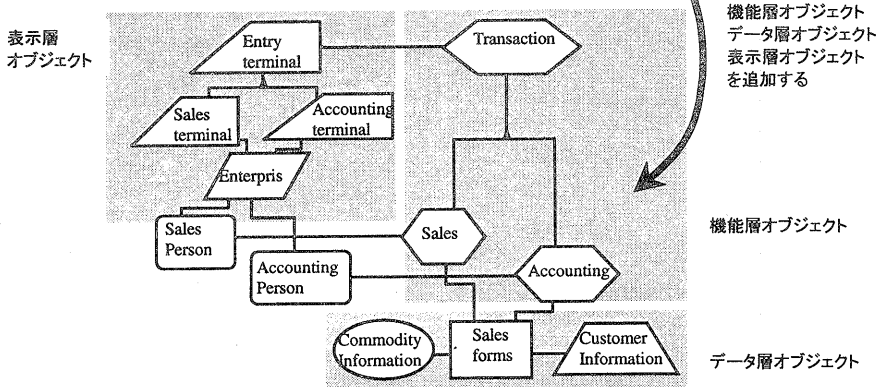 表示層
オブジェクト
Entry
terminal
Transaction
機能層オブジェクト
データ層オブジェクト
表示層オブジェクト
を追加する
Sales
terminal
Accounting
terminal
Enterpris
Sales
Person
Sales
機能層オブジェクト
Accounting
Person
Accounting
Commodity
Information
Sales
forms
Customer
Information
データ層オブジェクト